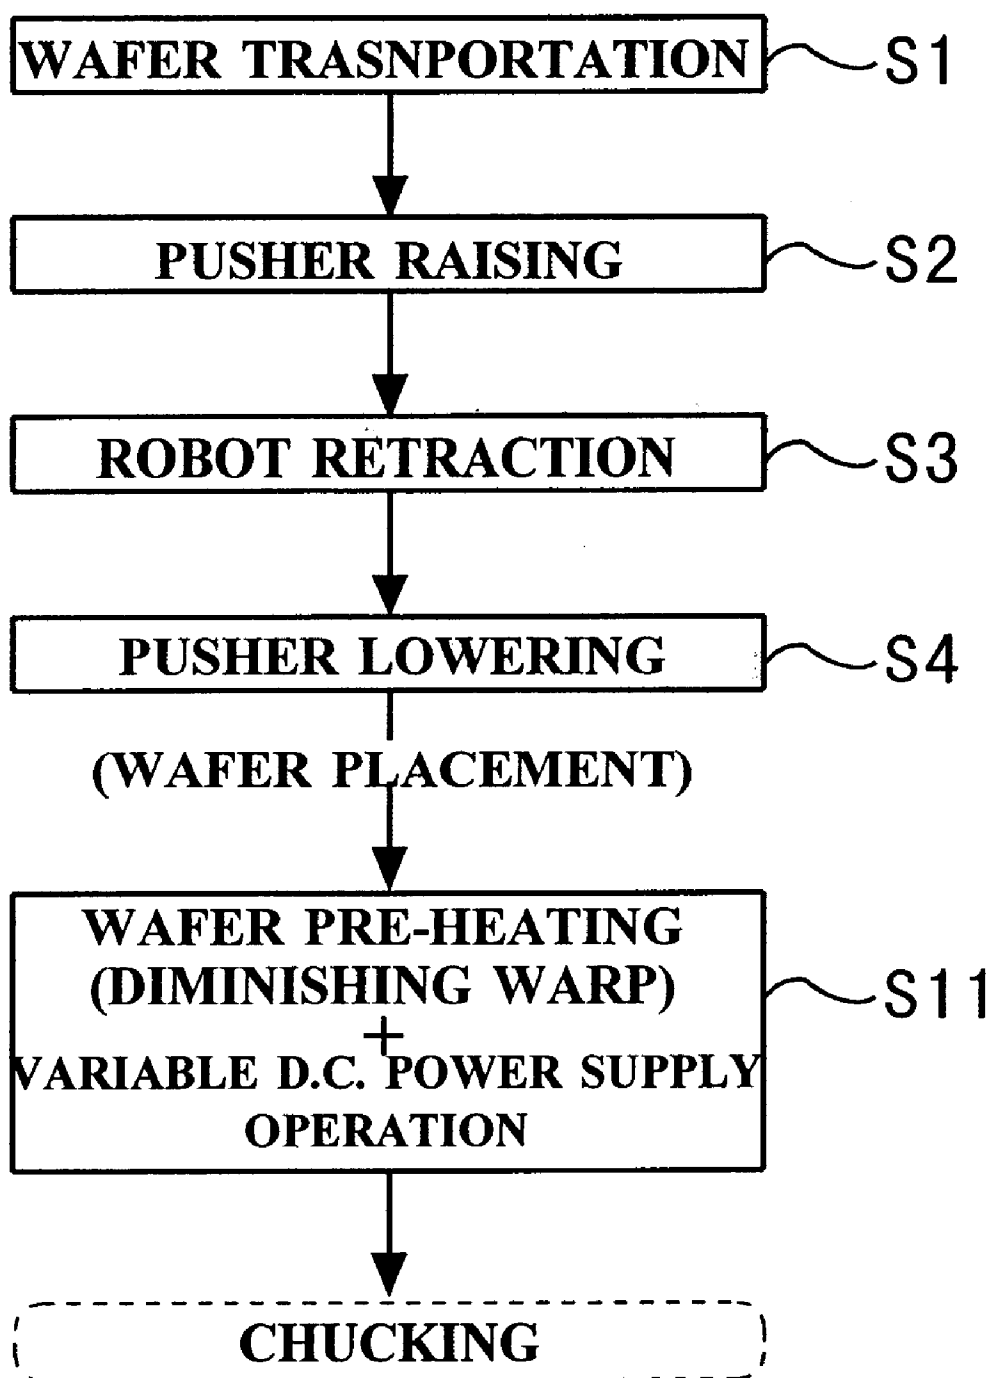 WAFER TRASNPORTATION S1
PUSHER RAISING S2
ROBOT RETRACTION S3
PUSHER LOWERING S4
(WAFER PLACEMENT)
WAFER PRE-HEATING
(DIMINISHING WARP) S11
+
VARIABLE D.C. POWER SUPPLY
OPERATION
CHUCKING